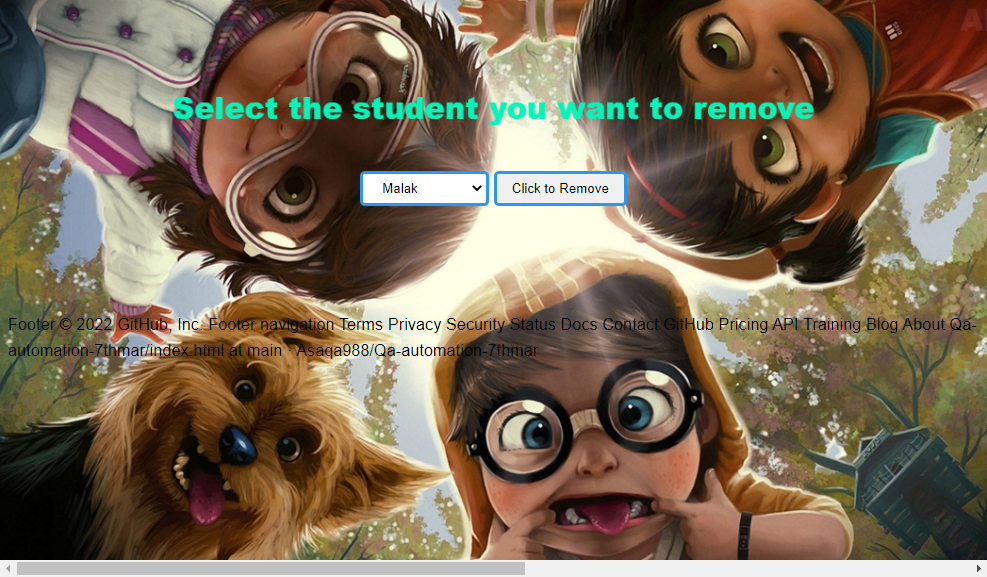 Select the student you want to remove
Malak
Click to Remove
Footer © 2022 GitHub, Inc. Footer navigation Terms Privacy Security Status Docs Contact GitHub Pricing API Training Blog About Qa-
automation-7thmar/index.html at main · Asaqa988/Qa-automation-7thmar